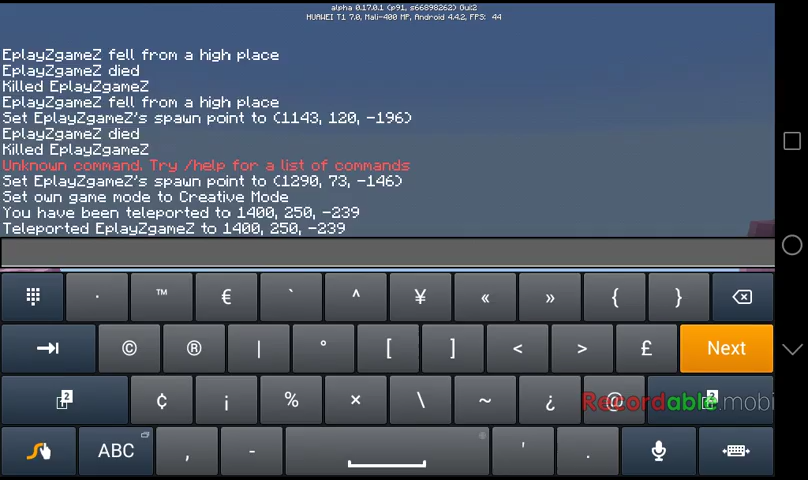 alpha 0.17.0.1 (p91, s66898262) Gui:2
HUAWEI T1 7.0, Mali-400 MP, Android 4.4.2, FPS: 44
EplayZgameZ fell from a high place
EplayZgameZ died
Killed EplayZgameZ
EplayZgameZ fell from a high place
Set EplayZgameZ's spawn point to (1143, 120, -196)
EplayZgameZ died
Killed EplayZgameZ
Unknown command. Try /help for a list of commands
Set EplayZgameZ's spawn point to (1290, 73, -146)
Set own game mode to Creative Mode
You have been teleported to 1400, 250, -239
Teleported EplayZgameZ to 1400, 250, -239
· ™ € ` ^ ¥ « » { }
© ® | ° [ ] < > £ Next
2 ¢ ¡ % × \ ~ ¿ @ 2
Recordable.mobi
ABC , - ' .